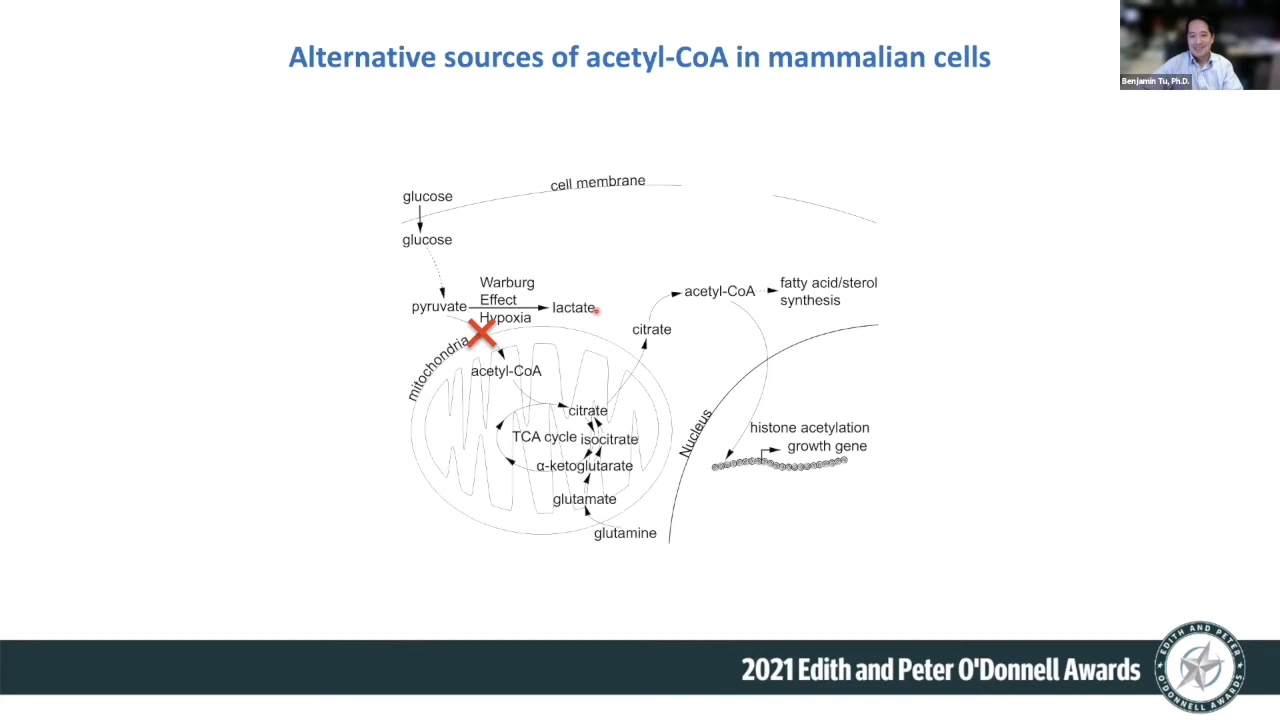 Alternative sources of acetyl-CoA in mammalian cells
Benjamin Tu, Ph.D.
cell membrane
glucose
glucose
Warburg
Effect
Hypoxia
pyruvate
lactate
mitochondria
acetyl-CoA
citrate
TCA cycle
isocitrate
α-ketoglutarate
glutamate
glutamine
citrate
acetyl-CoA
fatty acid/sterol
synthesis
Nucleus
histone acetylation
growth gene
2021 Edith and Peter O'Donnell Awards
EDITH AND PETER
O'DONNELL AWARDS